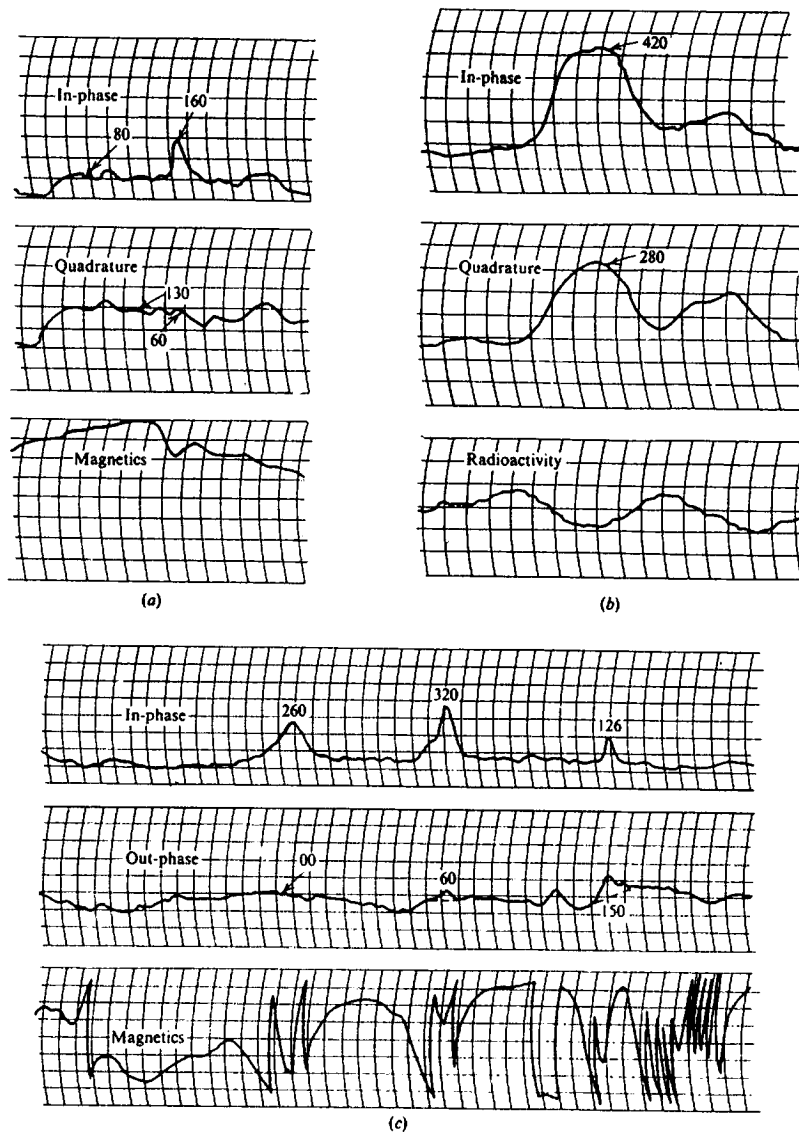 In-phase
160
80
Quadrature
130
60
Magnetics
(a)
420
In-phase
280
Quadrature
Radioactivity
(b)
320
260
In-phase
126
00
Out-phase
60
150
Magnetics
(c)